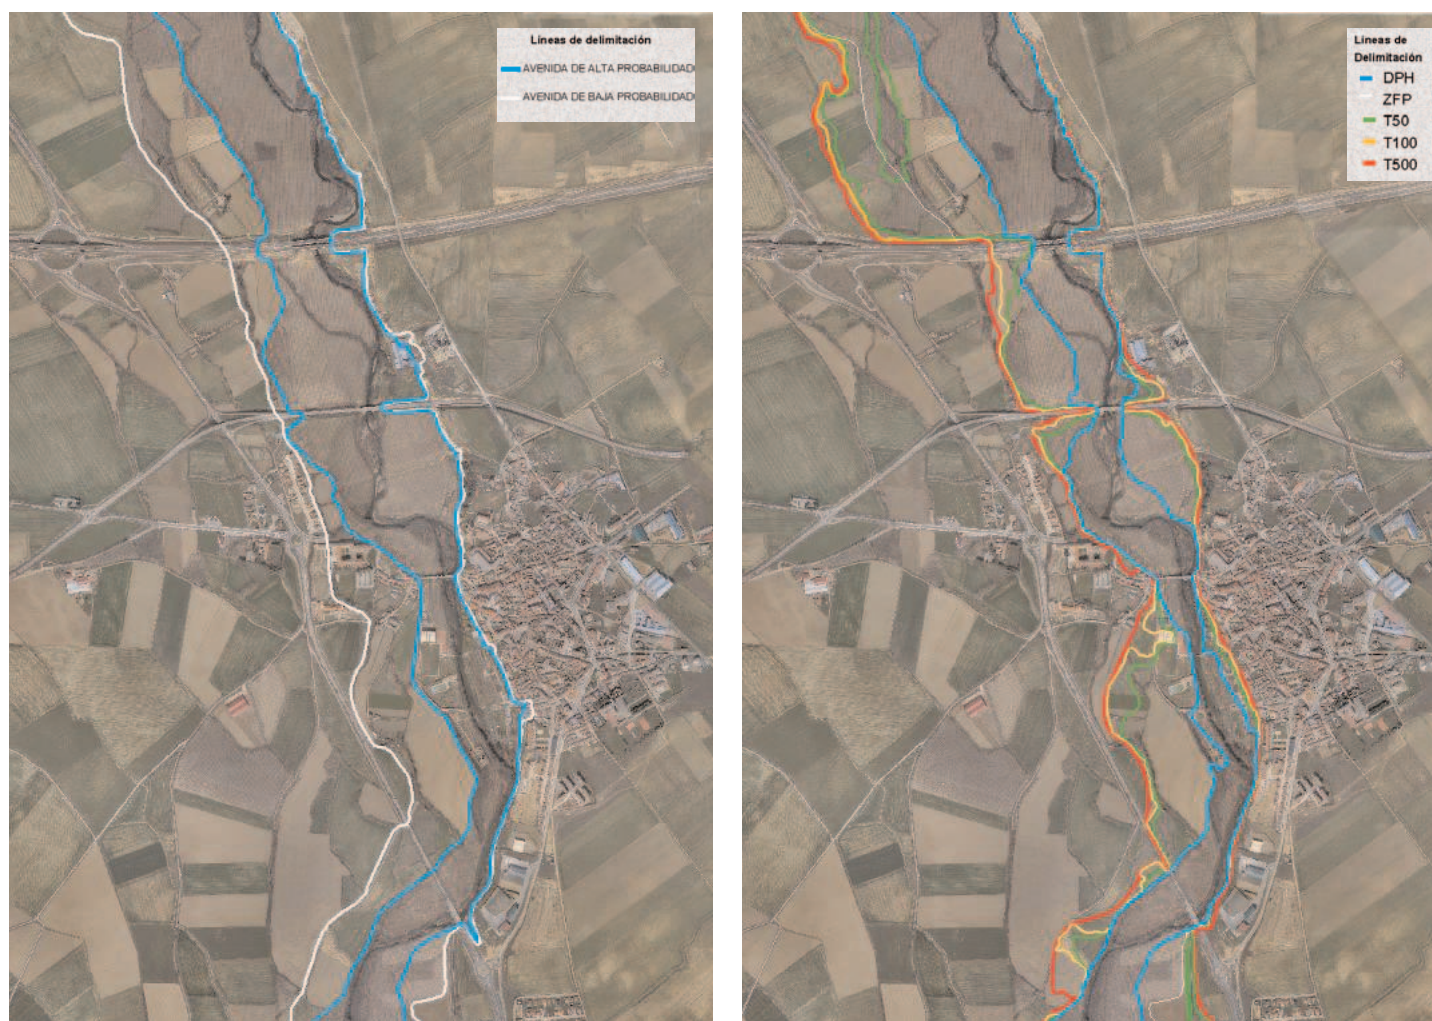 Líneas de delimitación
AVENIDA DE ALTA PROBABILIDAD
AVENIDA DE BAJA PROBABILIDAD
Líneas de
Delimitación
DPH
ZFP
T50
T100
T500